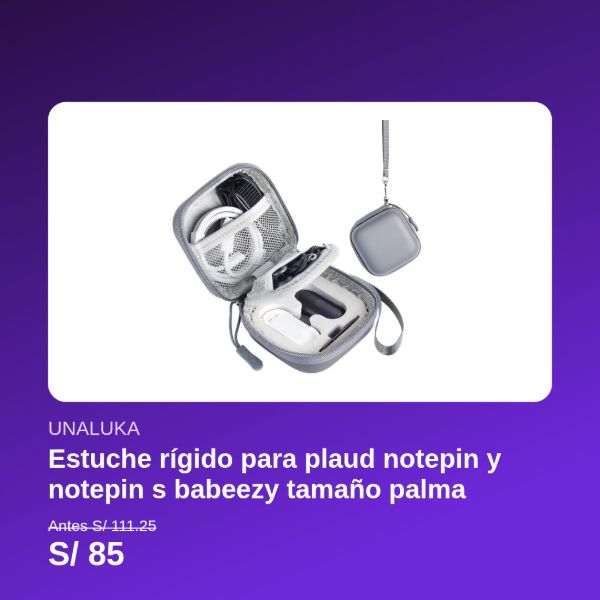 UNALUKA
Estuche rígido para plaud notepin y
notepin s babeezy tamaño palma
Antes S/ 111.25
S/ 85